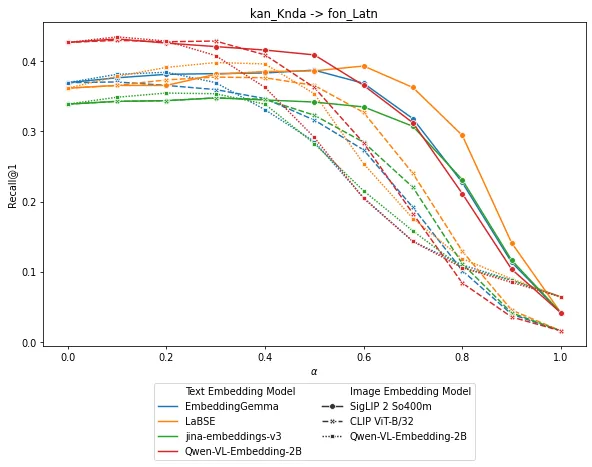 kan_Knda -> fon_Latn
Recall@1
0.4
0.3
0.2
0.1
0.0
0.0 0.2 0.4 0.6 0.8 1.0
α
Text Embedding Model Image Embedding Model
EmbeddingGemma SigLIP 2 So400m
LaBSE CLIP ViT-B/32
jina-embeddings-v3 Qwen-VL-Embedding-2B
Qwen-VL-Embedding-2B